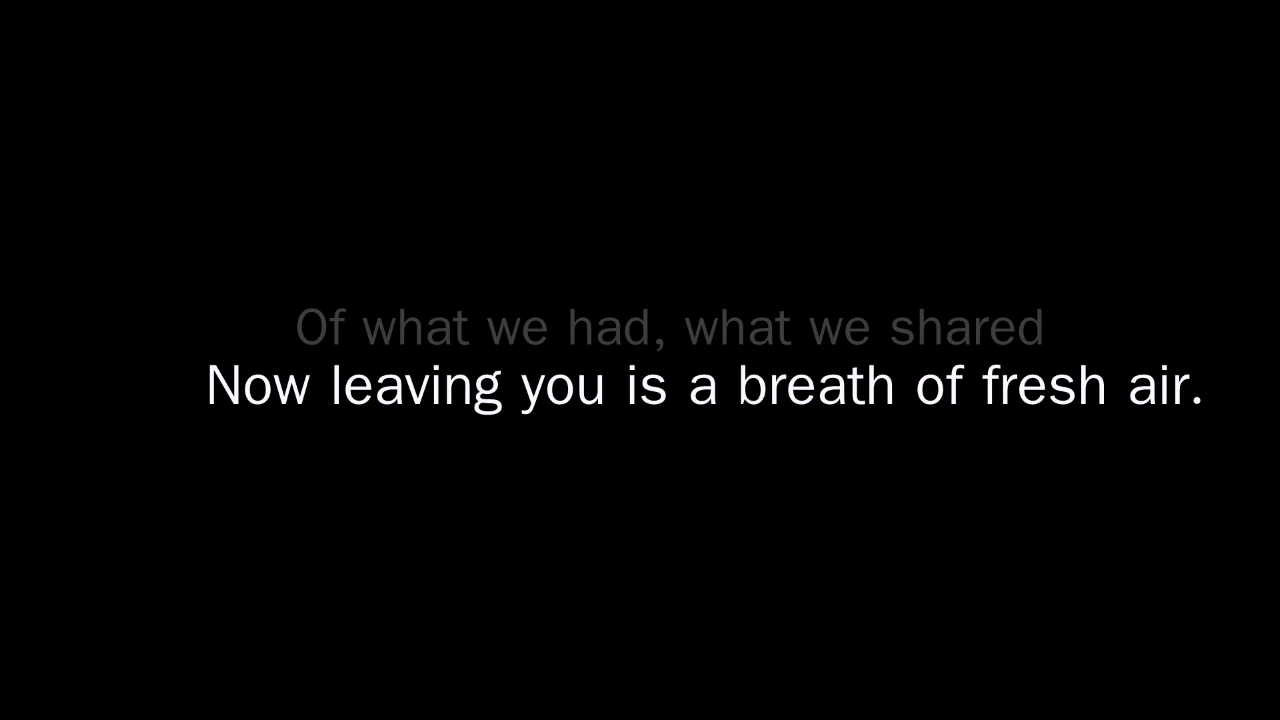 Of what we had, what we shared
Now leaving you is a breath of fresh air.